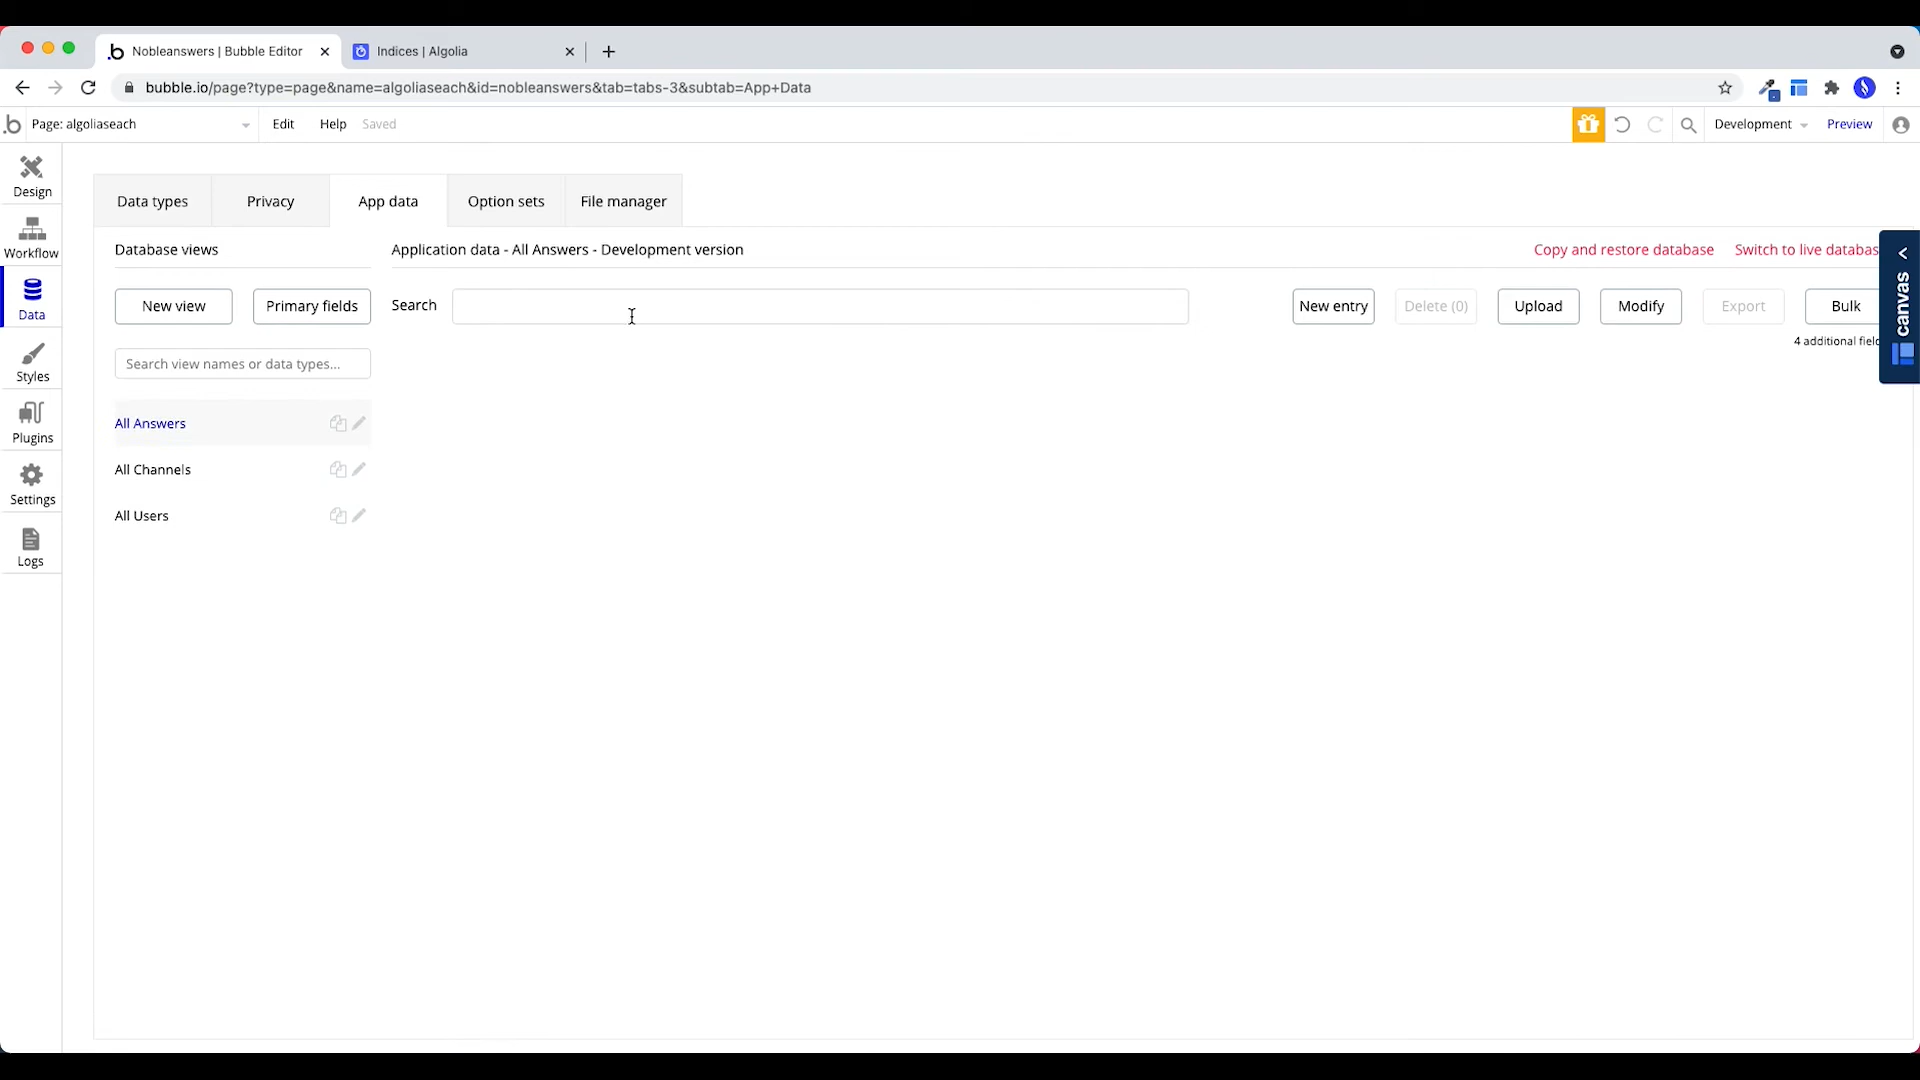 Nobleanswers | Bubble Editor
Indices | Algolia
bubble.io/page?type=page&name=algoliaseach&id=nobleanswers&tab=tabs-3&subtab=App+Data
Page: algoliaseach
Edit
Help
Saved
Development
Preview
Design
Workflow
Data
Styles
Plugins
Settings
Logs
Data types
Privacy
App data
Option sets
File manager
Database views
Application data - All Answers - Development version
Copy and restore database
Switch to live databas
New view
Primary fields
Search
New entry
Delete (0)
Upload
Modify
Export
Bulk
4 additional field
Search view names or data types...
All Answers
All Channels
All Users
canvas